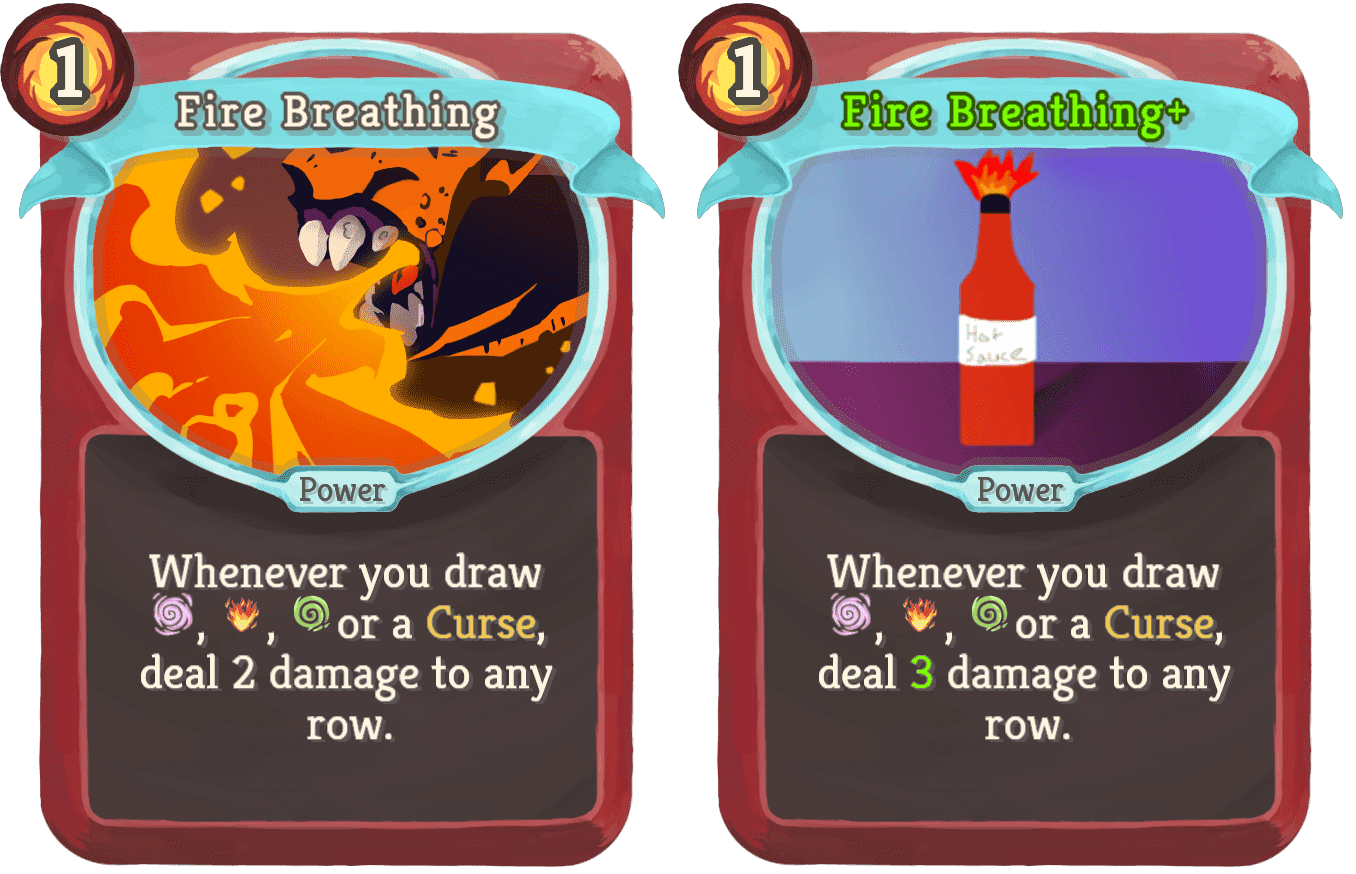 1
Fire Breathing
Power
Whenever you draw
, , or a Curse,
deal 2 damage to any
row.
1
Fire Breathing+
Hot
Sauce
Power
Whenever you draw
, , or a Curse,
deal 3 damage to any
row.